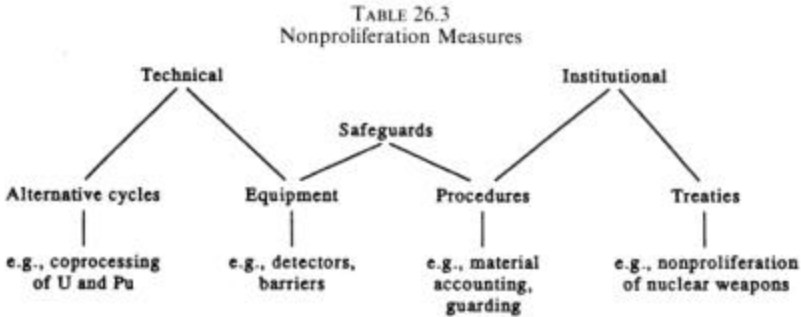 TABLE 26.3
Nonproliferation Measures
Technical
Institutional
Safeguards
Alternative cycles
Equipment
Procedures
Treaties
e.g., coprocessing
of U and Pu
e.g., detectors,
barriers
e.g., material
accounting,
guarding
e.g., nonproliferation
of nuclear weapons